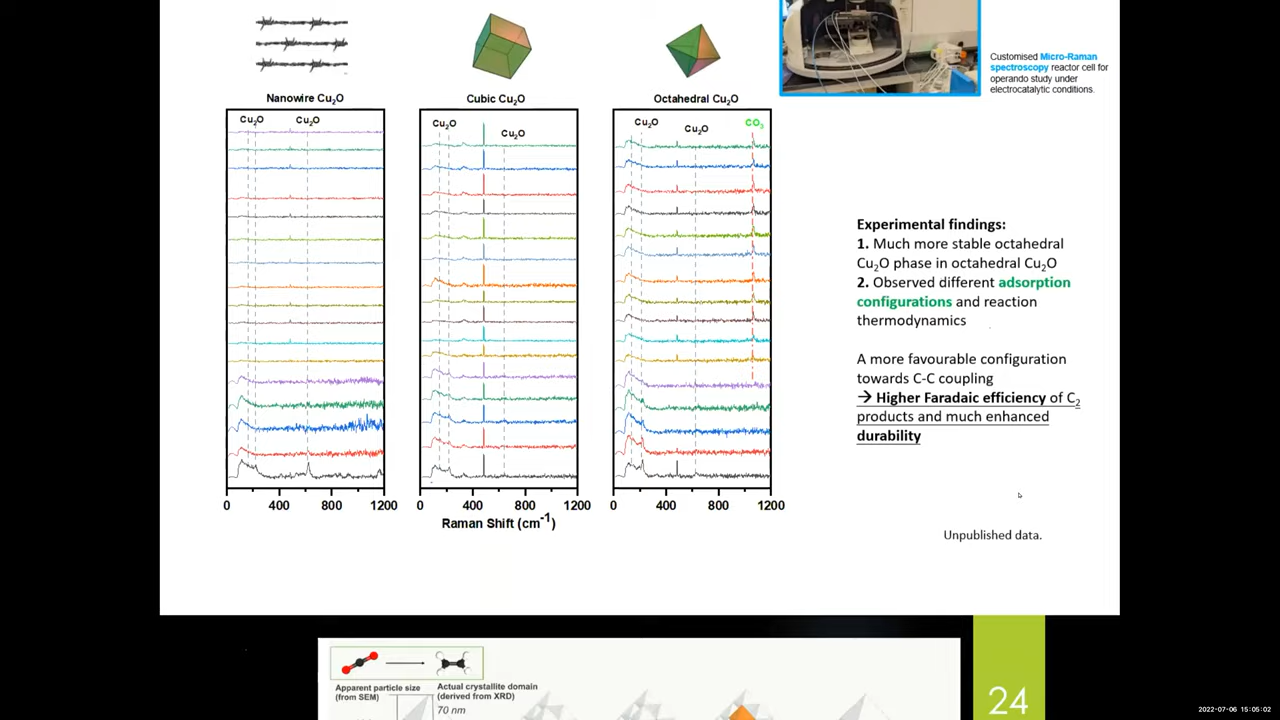 Customised Micro-Raman
spectroscopy reactor cell for
operando study under
electrocatalytic conditions.
Nanowire Cu₂O
Cubic Cu₂O
Octahedral Cu₂O
Cu₂O
Cu₂O
Cu₂O
Cu₂O
Cu₂O
Cu₂O
CO₃
0
400
800
1200
0
400
800
1200
0
400
800
1200
Raman Shift (cm⁻¹)
Experimental findings:
1. Much more stable octahedral
Cu₂O phase in octahedral Cu₂O
2. Observed different adsorption
configurations and reaction
thermodynamics
A more favourable configuration
towards C-C coupling
→ Higher Faradaic efficiency of C₂
products and much enhanced
durability
Unpublished data.
Apparent particle size
(from SEM)
Actual crystallite domain
(derived from XRD)
70 nm
24
2022-07-06 15:05:02